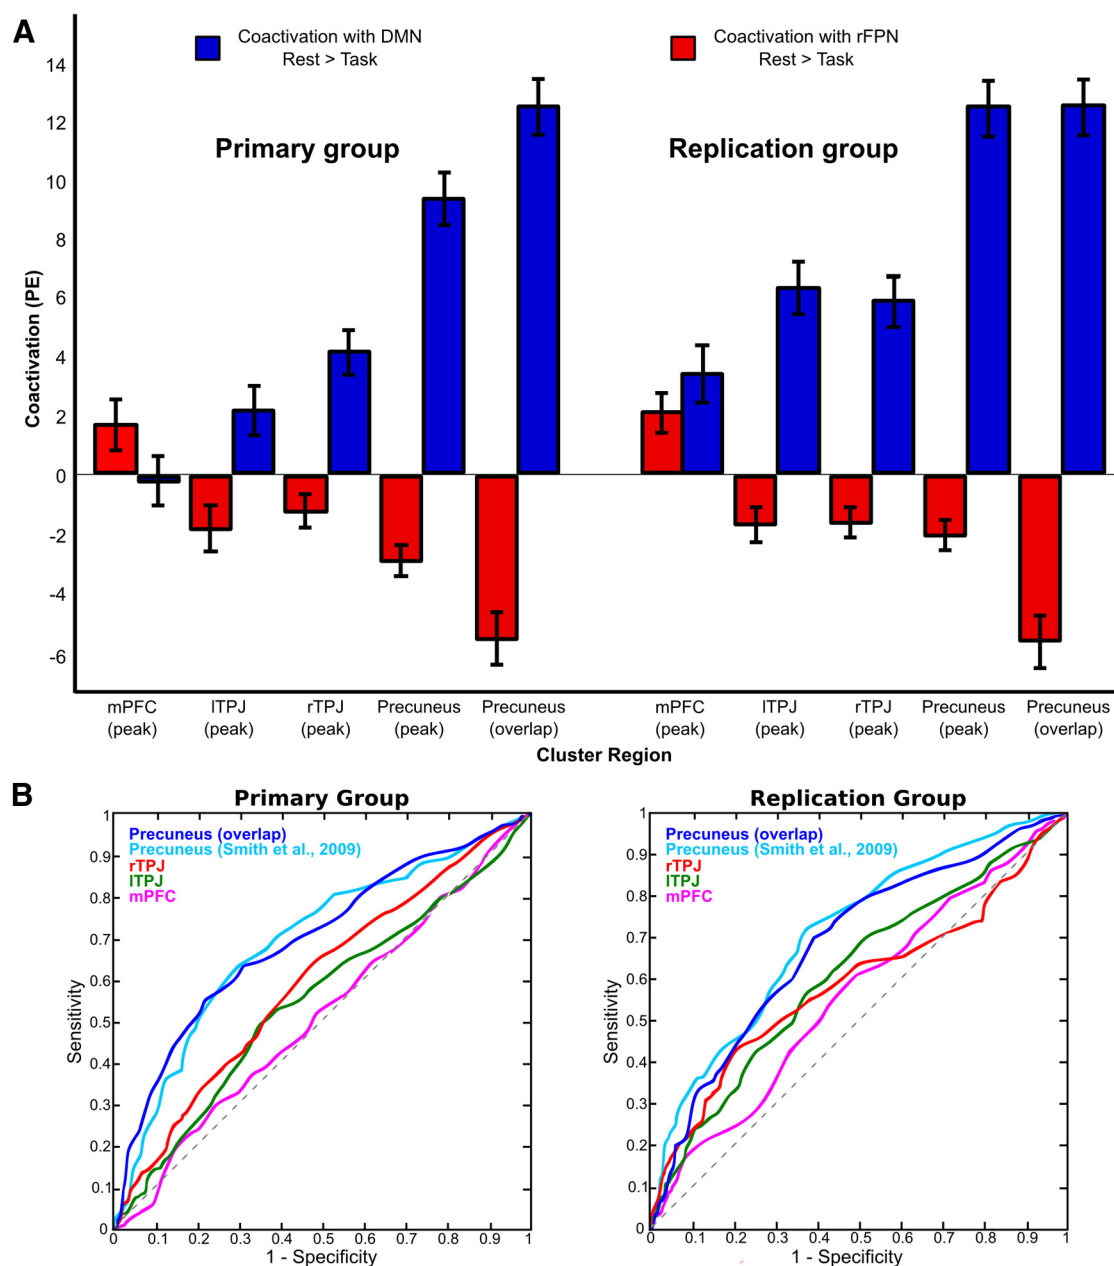 A
Coactivation with DMN
Rest > Task
Coactivation with rFPN
Rest > Task
Primary group
Replication group
Coactivation (PE)
14
12
10
8
6
4
2
0
-2
-4
-6
mPFC
(peak)
lTPJ
(peak)
rTPJ
(peak)
Precuneus
(peak)
Precuneus
(overlap)
mPFC
(peak)
lTPJ
(peak)
rTPJ
(peak)
Precuneus
(peak)
Precuneus
(overlap)
Cluster Region
B
Primary Group
Precuneus (overlap)
Precuneus (Smith et al., 2009)
rTPJ
lTPJ
mPFC
Sensitivity
1
0.9
0.8
0.7
0.6
0.5
0.4
0.3
0.2
0.1
0
0 0.1 0.2 0.3 0.4 0.5 0.6 0.7 0.8 0.9 1
1 - Specificity
Replication Group
Precuneus (overlap)
Precuneus (Smith et al., 2009)
rTPJ
lTPJ
mPFC
Sensitivity
1
0.9
0.8
0.7
0.6
0.5
0.4
0.3
0.2
0.1
0
0 0.1 0.2 0.3 0.4 0.5 0.6 0.7 0.8 0.9 1
1 - Specificity